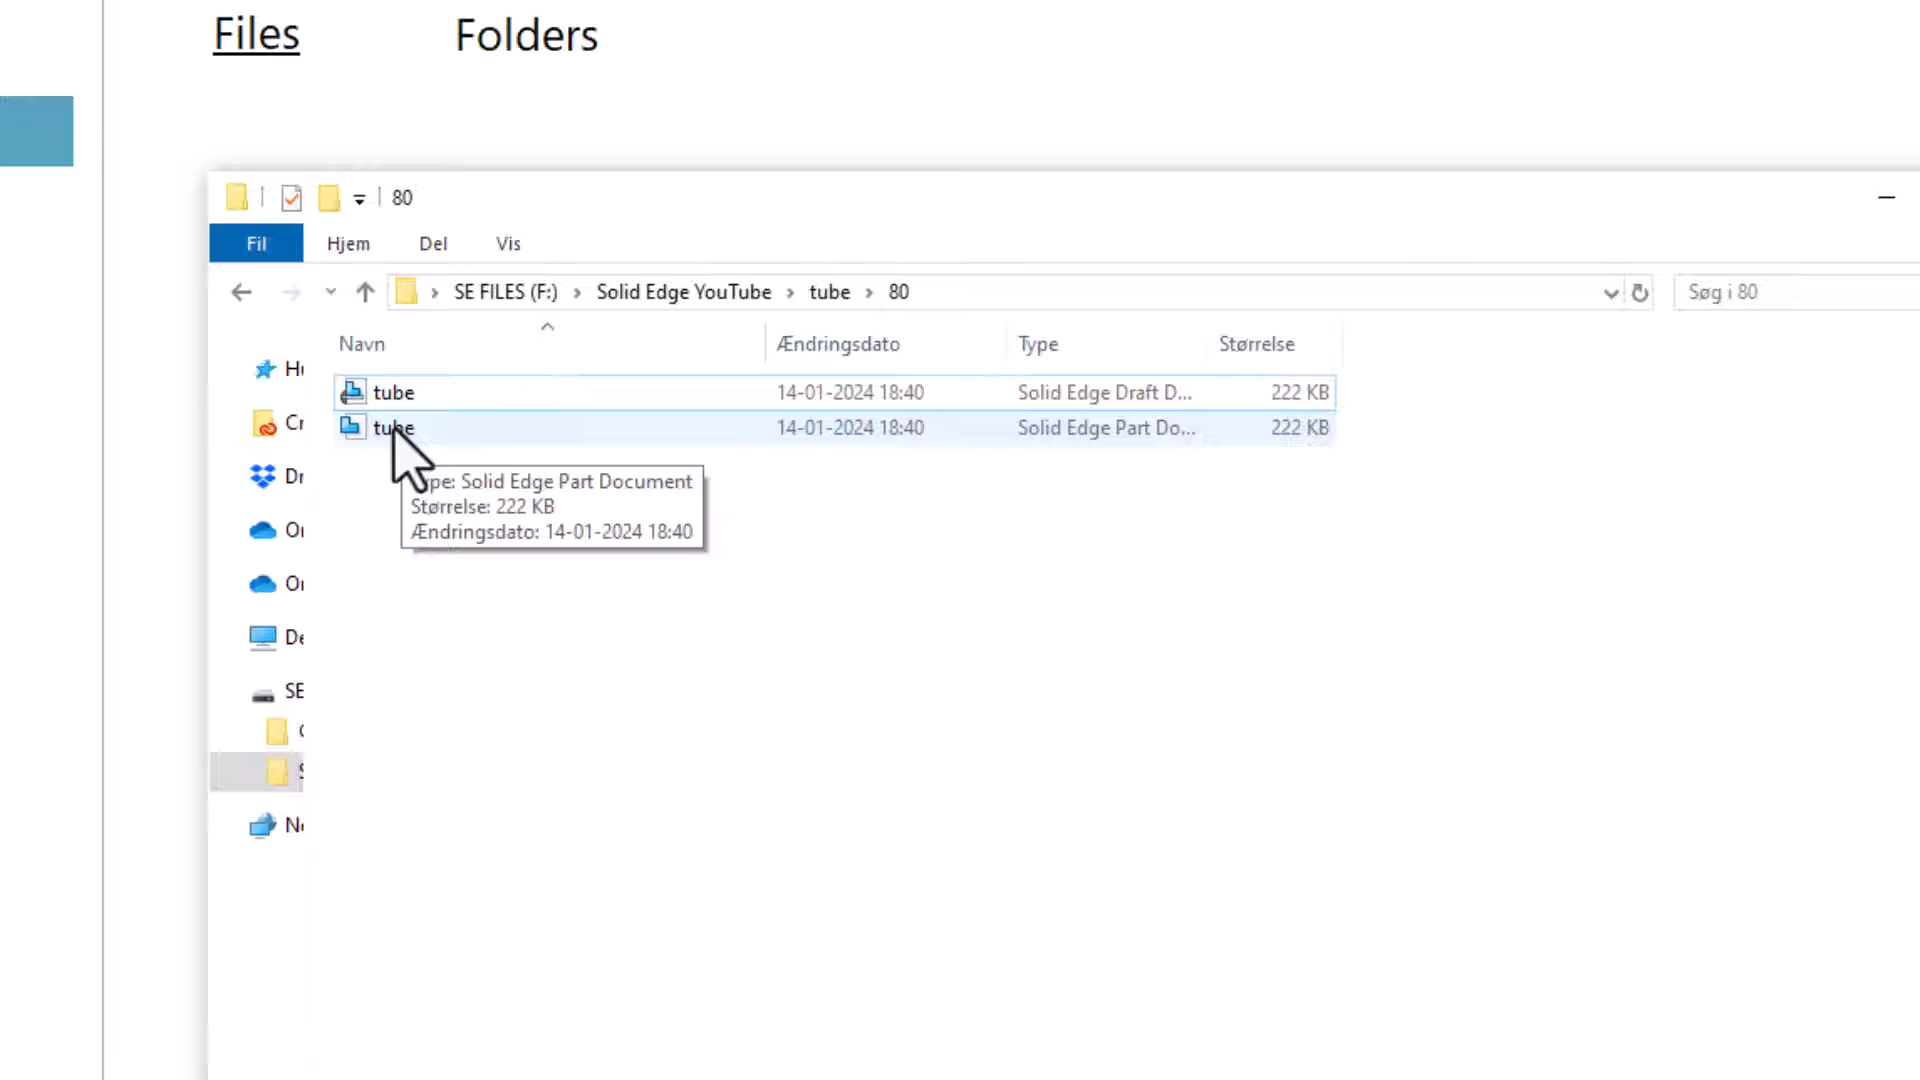 Files Folders
80
Fil Hjem Del Vis
SE FILES (F:) Solid Edge YouTube tube 80 Søg i 80
Navn Ændringsdato Type Størrelse
tube 14-01-2024 18:40 Solid Edge Draft D... 222 KB
tube 14-01-2024 18:40 Solid Edge Part Do... 222 KB
Solid Edge Part Document
Størrelse: 222 KB
Ændringsdato: 14-01-2024 18:40
SE